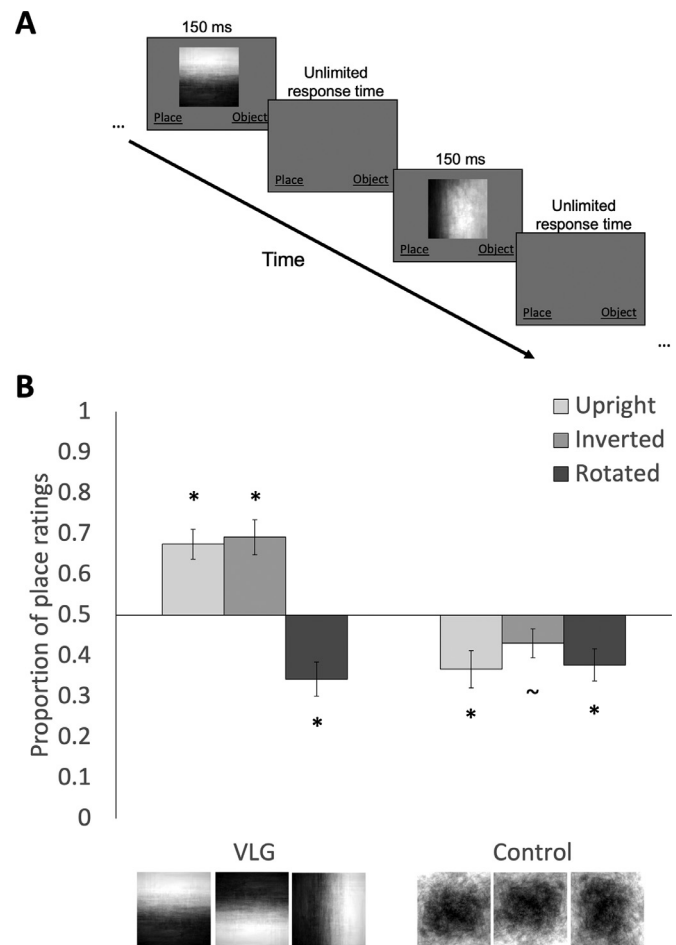 A
150 ms
Unlimited
response time
Place Object
...
Place Object
150 ms
Unlimited
response time
Place Object
Time
Place Object
...
B
Proportion of place ratings
1
0.9
0.8
0.7
0.6
0.5
0.4
0.3
0.2
0.1
0
Upright
Inverted
Rotated
* *
*
* ~ *
VLG Control